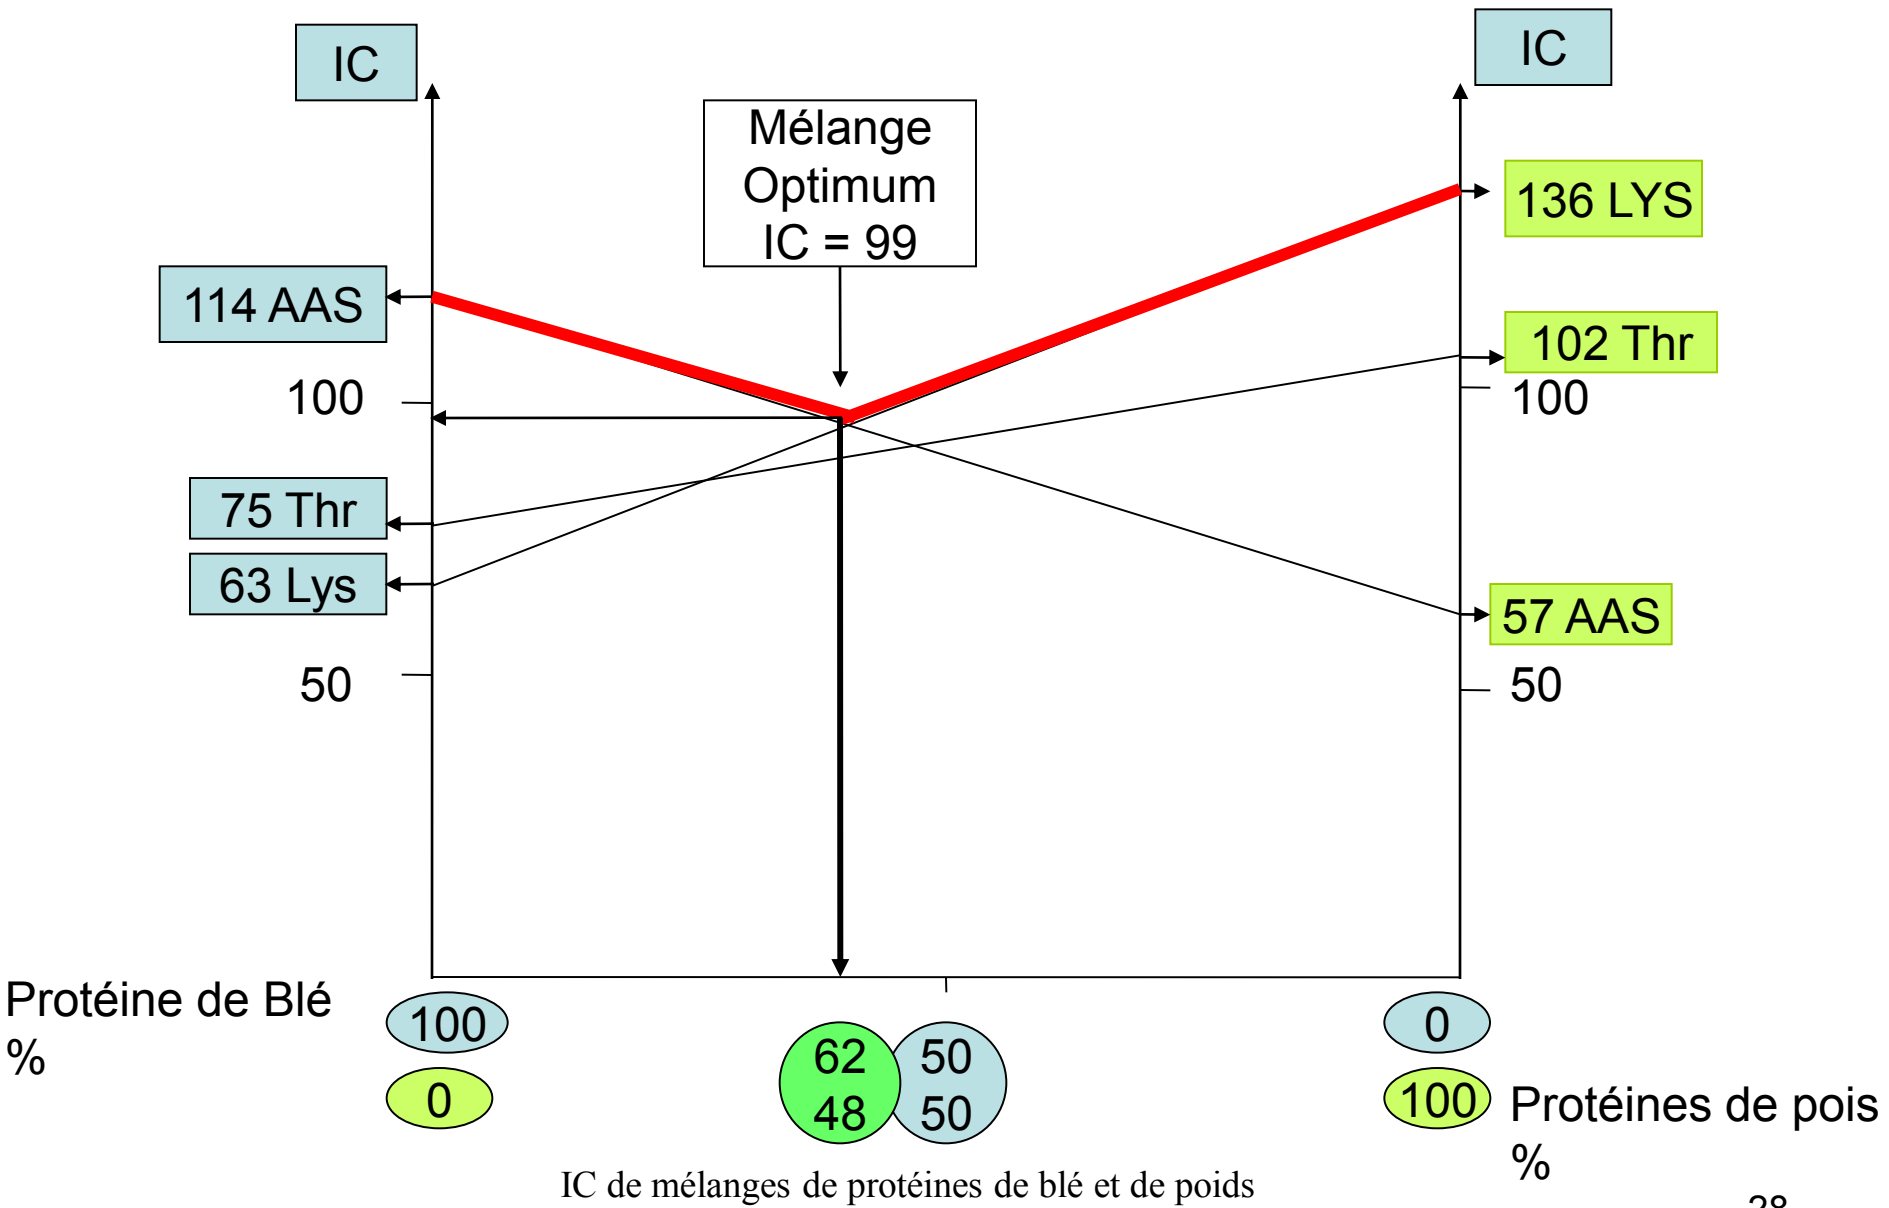 IC
IC
Mélange
Optimum
IC = 99
136 LYS
114 AAS
102 Thr
100
100
75 Thr
63 Lys
57 AAS
50
50
Protéine de Blé
%
100
0
62
48
50
50
0
100
Protéines de pois
%
IC de mélanges de protéines de blé et de poids